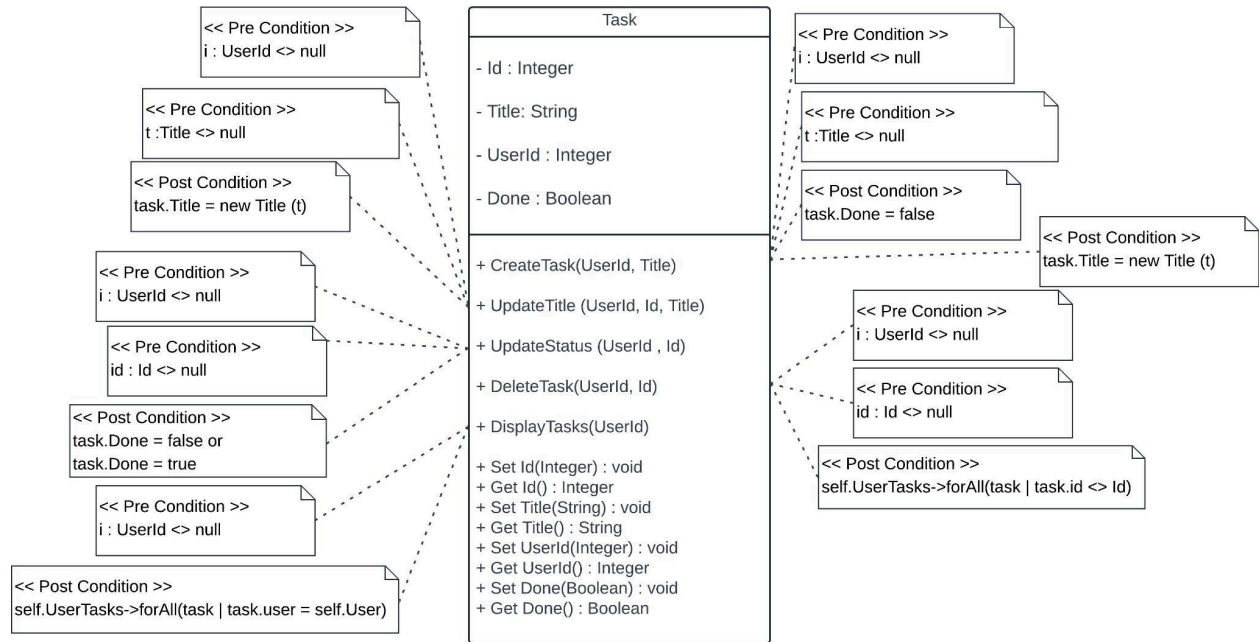 << Pre Condition >>
i : UserId <> null
<< Pre Condition >>
t :Title <> null
<< Post Condition >>
task.Title = new Title (t)
<< Pre Condition >>
i : UserId <> null
<< Pre Condition >>
id : Id <> null
<< Post Condition >>
task.Done = false or
task.Done = true
<< Pre Condition >>
i : UserId <> null
<< Post Condition >>
self.UserTasks->forAll(task | task.user = self.User)
Task
- Id : Integer
- Title: String
- UserId : Integer
- Done : Boolean
+ CreateTask(UserId, Title)
+ UpdateTitle (UserId, Id, Title)
+ UpdateStatus (UserId , Id)
+ DeleteTask(UserId, Id)
+ DisplayTasks(UserId)
+ Set Id(Integer) : void
+ Get Id() : Integer
+ Set Title(String) : void
+ Get Title() : String
+ Set UserId(Integer) : void
+ Get UserId() : Integer
+ Set Done(Boolean) : void
+ Get Done() : Boolean
<< Pre Condition >>
i : UserId <> null
<< Pre Condition >>
t :Title <> null
<< Post Condition >>
task.Done = false
<< Post Condition >>
task.Title = new Title (t)
<< Pre Condition >>
i : UserId <> null
<< Pre Condition >>
id : Id <> null
<< Post Condition >>
self.UserTasks->forAll(task | task.id <> Id)